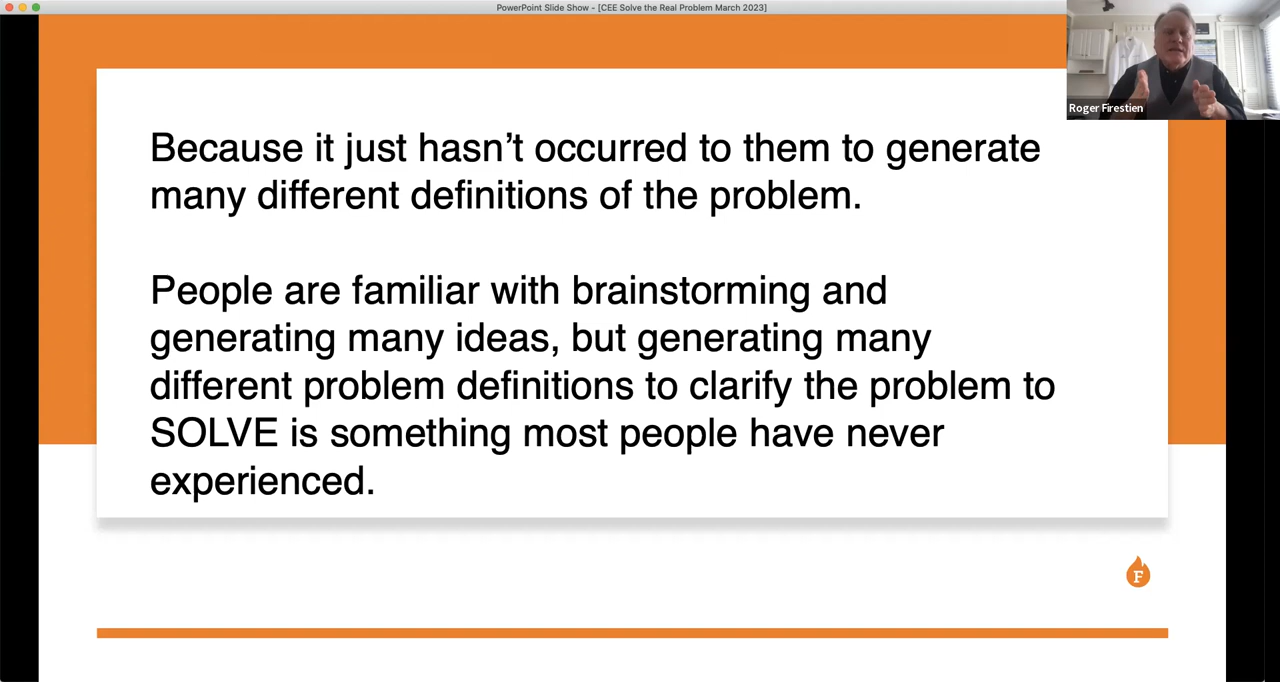 PowerPoint Slide Show - [CEE Solve the Real Problem March 2023]
Roger Firestien
Because it just hasn’t occurred to them to generate
many different definitions of the problem.
People are familiar with brainstorming and
generating many ideas, but generating many
different problem definitions to clarify the problem to
SOLVE is something most people have never
experienced.
F